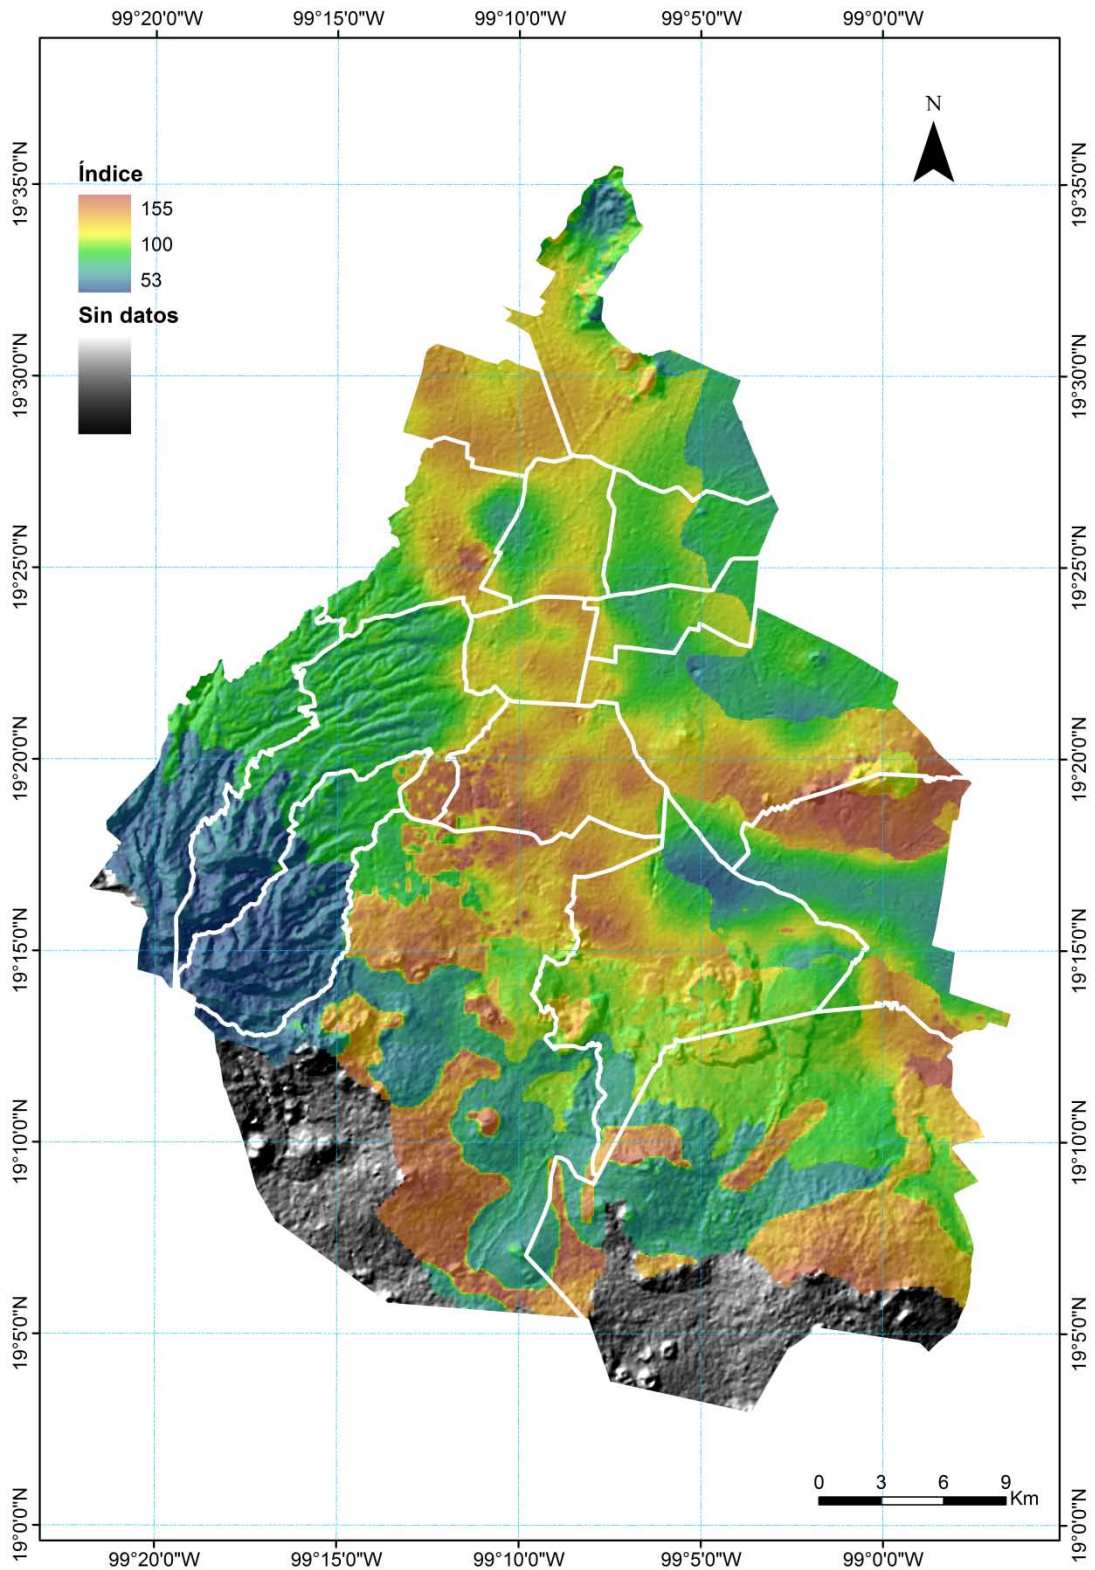 99°20'0"W 99°15'0"W 99°10'0"W 99°5'0"W 99°0'0"W
N
19°35'0"N 19°35'0"N
Índice
155
100
53
Sin datos
19°30'0"N 19°30'0"N
19°25'0"N 19°25'0"N
19°20'0"N 19°20'0"N
19°15'0"N 19°15'0"N
19°10'0"N 19°10'0"N
19°5'0"N 19°5'0"N
0 3 6 9
Km
19°0'0"N 19°0'0"N
99°20'0"W 99°15'0"W 99°10'0"W 99°5'0"W 99°0'0"W